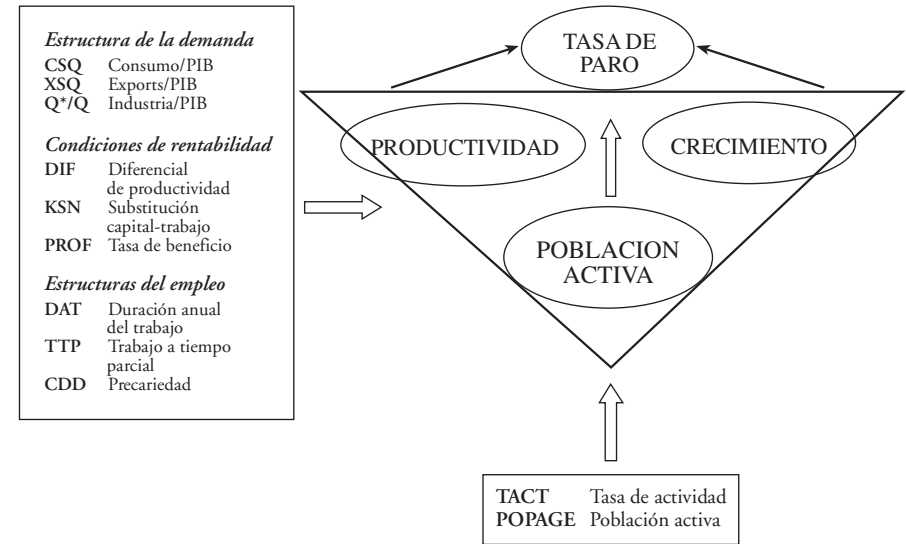 Estructura de la demanda
CSQ Consumo/PIB
XSQ Exports/PIB
Q*/Q Industria/PIB
Condiciones de rentabilidad
DIF Diferencial
de productividad
KSN Substitución
capital-trabajo
PROF Tasa de beneficio
Estructuras del empleo
DAT Duración anual
del trabajo
TTP Trabajo a tiempo
parcial
CDD Precariedad
TASA DE
PARO
PRODUCTIVIDAD
CRECIMIENTO
POBLACION
ACTIVA
TACT Tasa de actividad
POPAGE Población activa